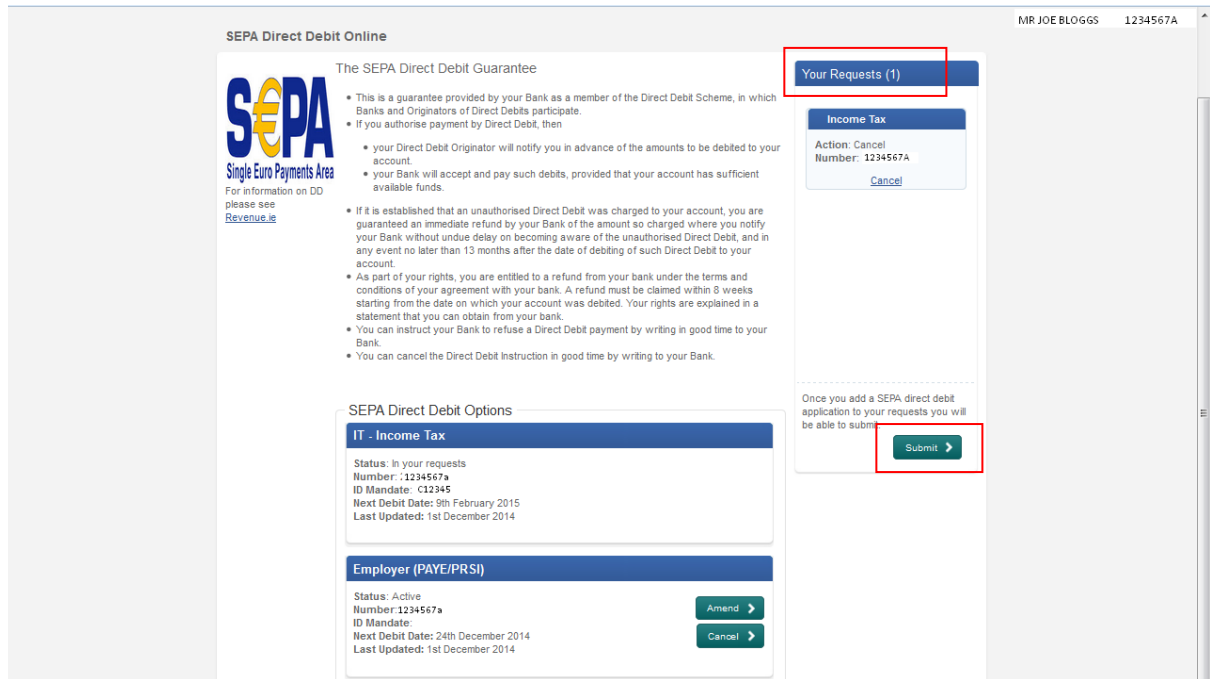 MR JOE BLOGGS 1234567A
SEPA Direct Debit Online
S€PA
Single Euro Payments Area
For information on DD
please see
Revenue.ie
The SEPA Direct Debit Guarantee
This is a guarantee provided by your Bank as a member of the Direct Debit Scheme, in which
Banks and Originators of Direct Debits participate.
If you authorise payment by Direct Debit, then
your Direct Debit Originator will notify you in advance of the amounts to be debited to your
account.
your Bank will accept and pay such debits, provided that your account has sufficient
available funds.
If it is established that an unauthorised Direct Debit was charged to your account, you are
guaranteed an immediate refund by your Bank of the amount so charged where you notify
your Bank without undue delay on becoming aware of the unauthorised Direct Debit, and in
any event no later than 13 months after the date of debiting of such Direct Debit to your
account.
As part of your rights, you are entitled to a refund from your bank under the terms and
conditions of your agreement with your bank. A refund must be claimed within 8 weeks
starting from the date on which your account was debited. Your rights are explained in a
statement that you can obtain from your bank.
You can instruct your Bank to refuse a Direct Debit payment by writing in good time to your
Bank.
You can cancel the Direct Debit Instruction in good time by writing to your Bank.
SEPA Direct Debit Options
IT - Income Tax
Status: In your requests
Number: 1234567a
ID Mandate: C12345
Next Debit Date: 9th February 2015
Last Updated: 1st December 2014
Employer (PAYE/PRSI)
Status: Active
Number:1234567a
ID Mandate:
Next Debit Date: 24th December 2014
Last Updated: 1st December 2014
Amend
Cancel
Your Requests (1)
Income Tax
Action: Cancel
Number: 1234567A
Cancel
Once you add a SEPA direct debit
application to your requests you will
be able to submit.
Submit